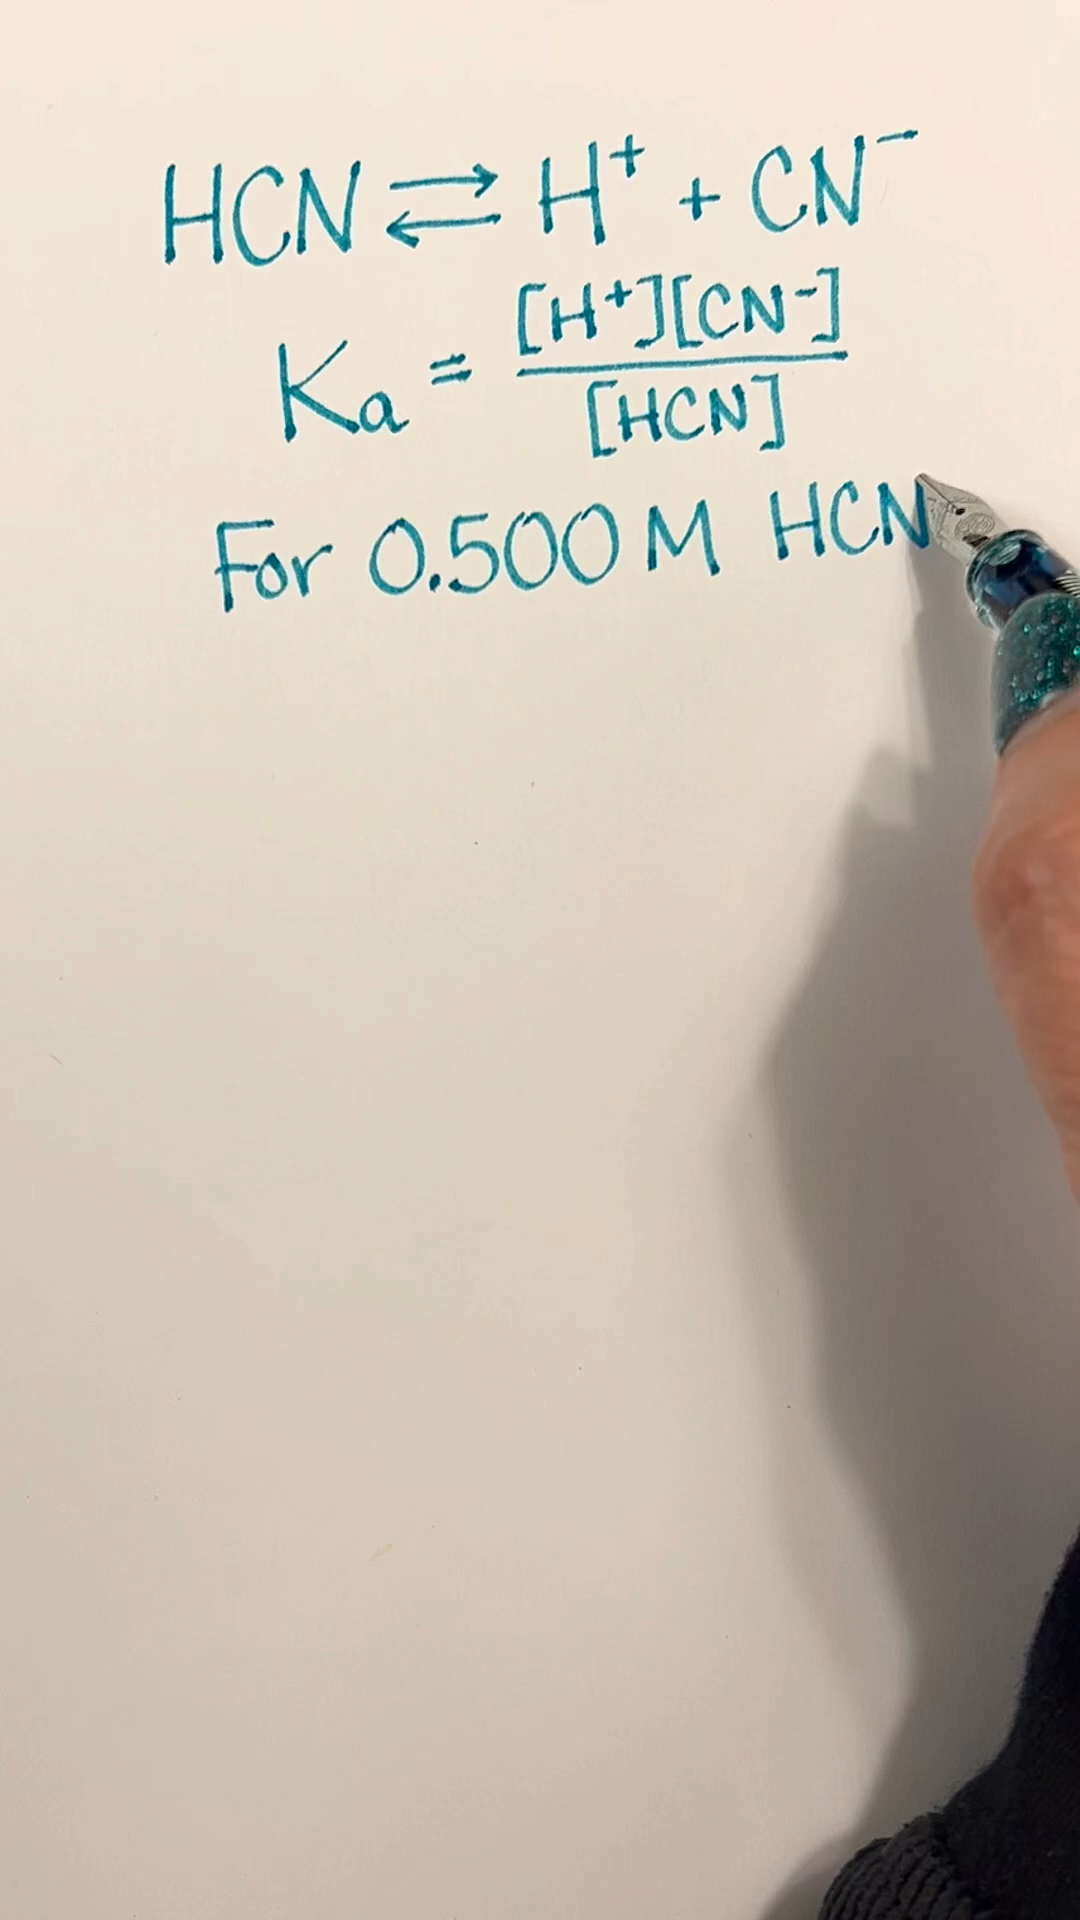 HCN ⇄ H⁺ + CN⁻
Ka = [H⁺][CN⁻] / [HCN]
For 0.500 M HCN